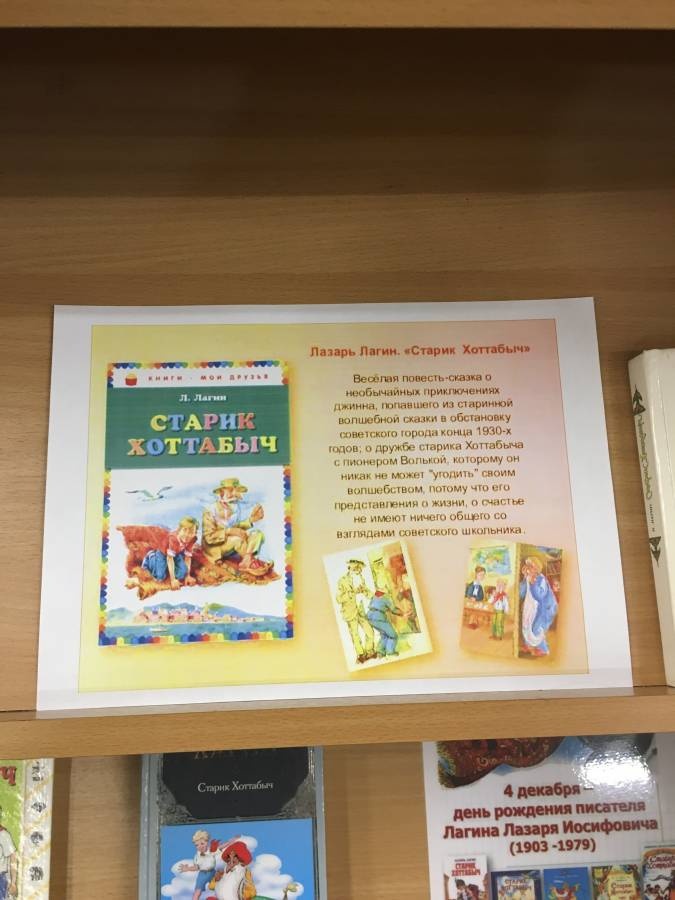 Лазарь Лагин. «Старик Хоттабыч»
КНИГИ - МОИ ДРУЗЬЯ
Л. Лагин
СТАРИК
ХОТТАБЫЧ
Весёлая повесть-сказка о
необычайных приключениях
джинна, попавшего из старинной
волшебной сказки в обстановку
советского города конца 1930-х
годов; о дружбе старика Хоттабыча
с пионером Волькой, которому он
никак не может "угодить" своим
волшебством, потому что его
представления о жизни, о счастье
не имеют ничего общего со
взглядами советского школьника.
Старик Хоттабыч
4 декабря –
день рождения писателя
Лагина Лазаря Иосифовича
(1903 -1979)
СТАРИК
ХОТТАБЫЧ
СТАРИК